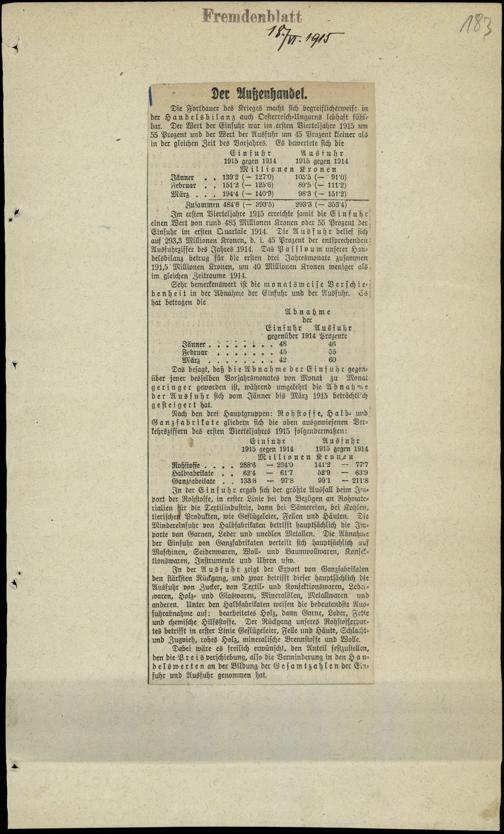 Fremdenblatt
183
18/VI. 1915
Der Außenhandel.
Die Fortdauer des Krieges macht sich begreiflicherweise in
der Handelsbilanz auch Oesterreich-Ungarns lebhaft fühl-
bar. Der Wert der Einfuhr war im ersten Vierteljahre 1915 um
55 Prozent und der Wert der Ausfuhr um 45 Prozent kleiner als
in der gleichen Zeit des Vorjahres. Es bewertete sich die
Einfuhr Ausfuhr
1915 gegen 1914 1915 gegen 1914
Millionen Kronen
Jänner . . 139·2 (— 127·0) 105·5 (— 91·0)
Februar . . 151·2 (— 125·6) 89·5 (— 111·2)
März . . . 194·4 (— 140·9) 98·3 (— 151·2)
Zusammen 484·8 (— 393·5) 293·3 (— 353·4)
Im ersten Vierteljahre 1915 erreichte somit die Einfuhr
einen Wert von rund 485 Millionen Kronen oder 55 Prozent der
Einfuhr im ersten Quartale 1914. Die Ausfuhr belief sich
auf 293,3 Millionen Kronen, d. i. 45 Prozent der entsprechenden
Ausfuhrziffer des Jahres 1914. Das Passivum unserer Han-
delsbilanz betrug für die ersten drei Jahresmonate zusammen
191,5 Millionen Kronen, um 40 Millionen Kronen weniger als
im gleichen Zeitraume 1914.
Sehr bemerkenswert ist die monatsweise Verschie-
denheit in der Abnahme der Einfuhr und der Ausfuhr. Es
hat betragen die
Abnahme
der
Einfuhr Ausfuhr
gegenüber 1914 Prozente
Jänner . . . . . . . . 48 46
Februar . . . . . . . 45 55
März . . . . . . . . . 42 60
Das besagt, daß die Abnahme der Einfuhr gegen-
über jener desselben Vorjahrsmonates von Monat zu Monat
geringer geworden ist, während umgekehrt die Abnahme
der Ausfuhr sich vom Jänner bis März 1915 beträchtlich
gesteigert hat.
Nach den drei Hauptgruppen: Rohstoffe, Halb- und
Ganzfabrikate gliedern sich die oben ausgewiesenen Ver-
kehrsziffern des ersten Vierteljahres 1915 folgendermaßen:
Einfuhr Ausfuhr
1915 gegen 1914 1915 gegen 1914
Millionen Kronen
Rohstoffe . . . . 288·6 — 234·0 141·2 — 77·7
Halbfabrikate . . 62·4 — 61·7 52·9 — 63·9
Ganzfabrikate . . 133·8 — 97·8 99·1 — 211·8
In der Einfuhr ergab sich der größte Ausfall beim Im-
port der Rohstoffe, in erster Linie bei den Bezügen an Rohmate-
rialien für die Textilindustrie, dann bei Sämereien, bei Kohlen,
tierischen Produkten, wie Geflügeleier, Fellen und Häuten. Die
Mindereinfuhr von Halbfabrikaten betrifft hauptsächlich die Im-
porte von Garnen, Leder und unedlen Metallen. Die Abnahme
der Einfuhr von Ganzfabrikaten verteilt sich hauptsächlich auf
Maschinen, Seidenwaren, Woll- und Baumwollwaren, Konfek-
tionswaren, Instrumente und Uhren usw.
In der Ausfuhr zeigt der Export von Ganzfabrikaten
den stärksten Rückgang, und zwar betrifft dieser hauptsächlich die
Ausfuhr von Zucker, von Textil- und Konfektionswaren, Leder-
waren, Holz- und Glaswaren, Mineralölen, Metallwaren und
anderen. Unter den Halbfabrikaten weisen die bedeutendste Aus-
fuhrabnahme auf: bearbeitetes Holz, dann Garne, Leder, Fette
und chemische Hilfsstoffe. Der Rückgang unseres Rohstoffexpor-
tes betrifft in erster Linie Geflügeleier, Felle und Häute, Schlacht-
und Zugvieh, rohes Holz, mineralische Brennstoffe und Wolle.
Dabei wäre es freilich erwünscht, den Anteil festzustellen,
den die Preisverschiebung, also die Verminderung in den Han-
delswerten an der Bildung der Gesamtzahlen der Ein-
fuhr und Ausfuhr genommen hat.